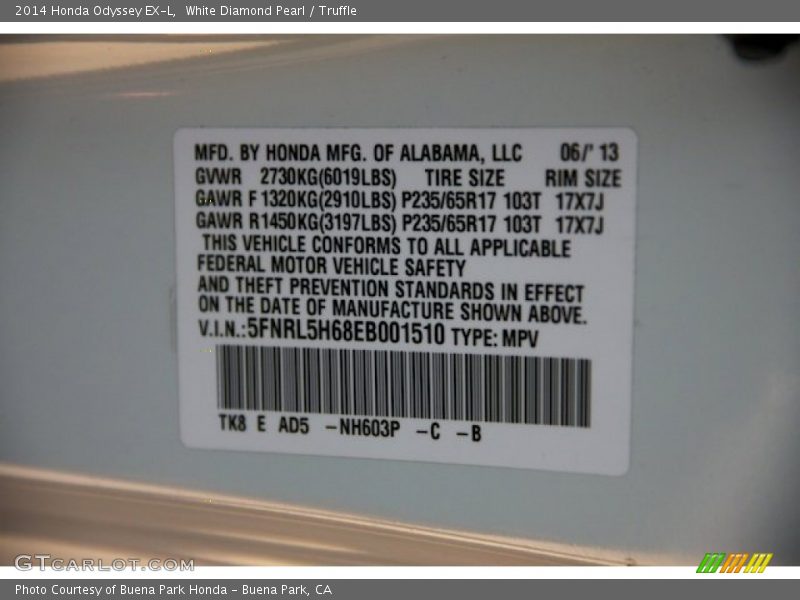 2014 Honda Odyssey EX-L, White Diamond Pearl / Truffle
MFD. BY HONDA MFG. OF ALABAMA, LLC 06/' 13
GVWR 2730KG(6019LBS) TIRE SIZE RIM SIZE
GAWR F 1320KG(2910LBS) P235/65R17 103T 17X7J
GAWR R1450KG(3197LBS) P235/65R17 103T 17X7J
THIS VEHICLE CONFORMS TO ALL APPLICABLE
FEDERAL MOTOR VEHICLE SAFETY
AND THEFT PREVENTION STANDARDS IN EFFECT
ON THE DATE OF MANUFACTURE SHOWN ABOVE.
V.I.N.:5FNRL5H68EB001510 TYPE: MPV
TK8 E AD5 -NH603P -C -B
GTcarlot.com
Photo Courtesy of Buena Park Honda - Buena Park, CA